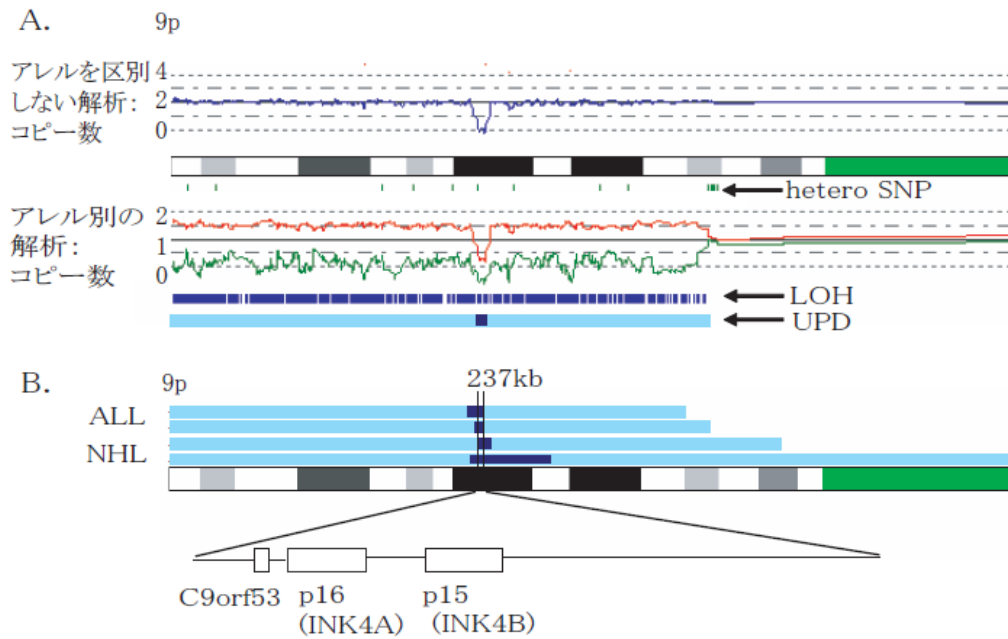 A.
9p
アレルを区別
しない解析:
コピー数
4
2
0
hetero SNP
アレル別の
解析:
コピー数
2
1
0
LOH
UPD
B.
9p
237kb
ALL
NHL
C9orf53
p16
(INK4A)
p15
(INK4B)